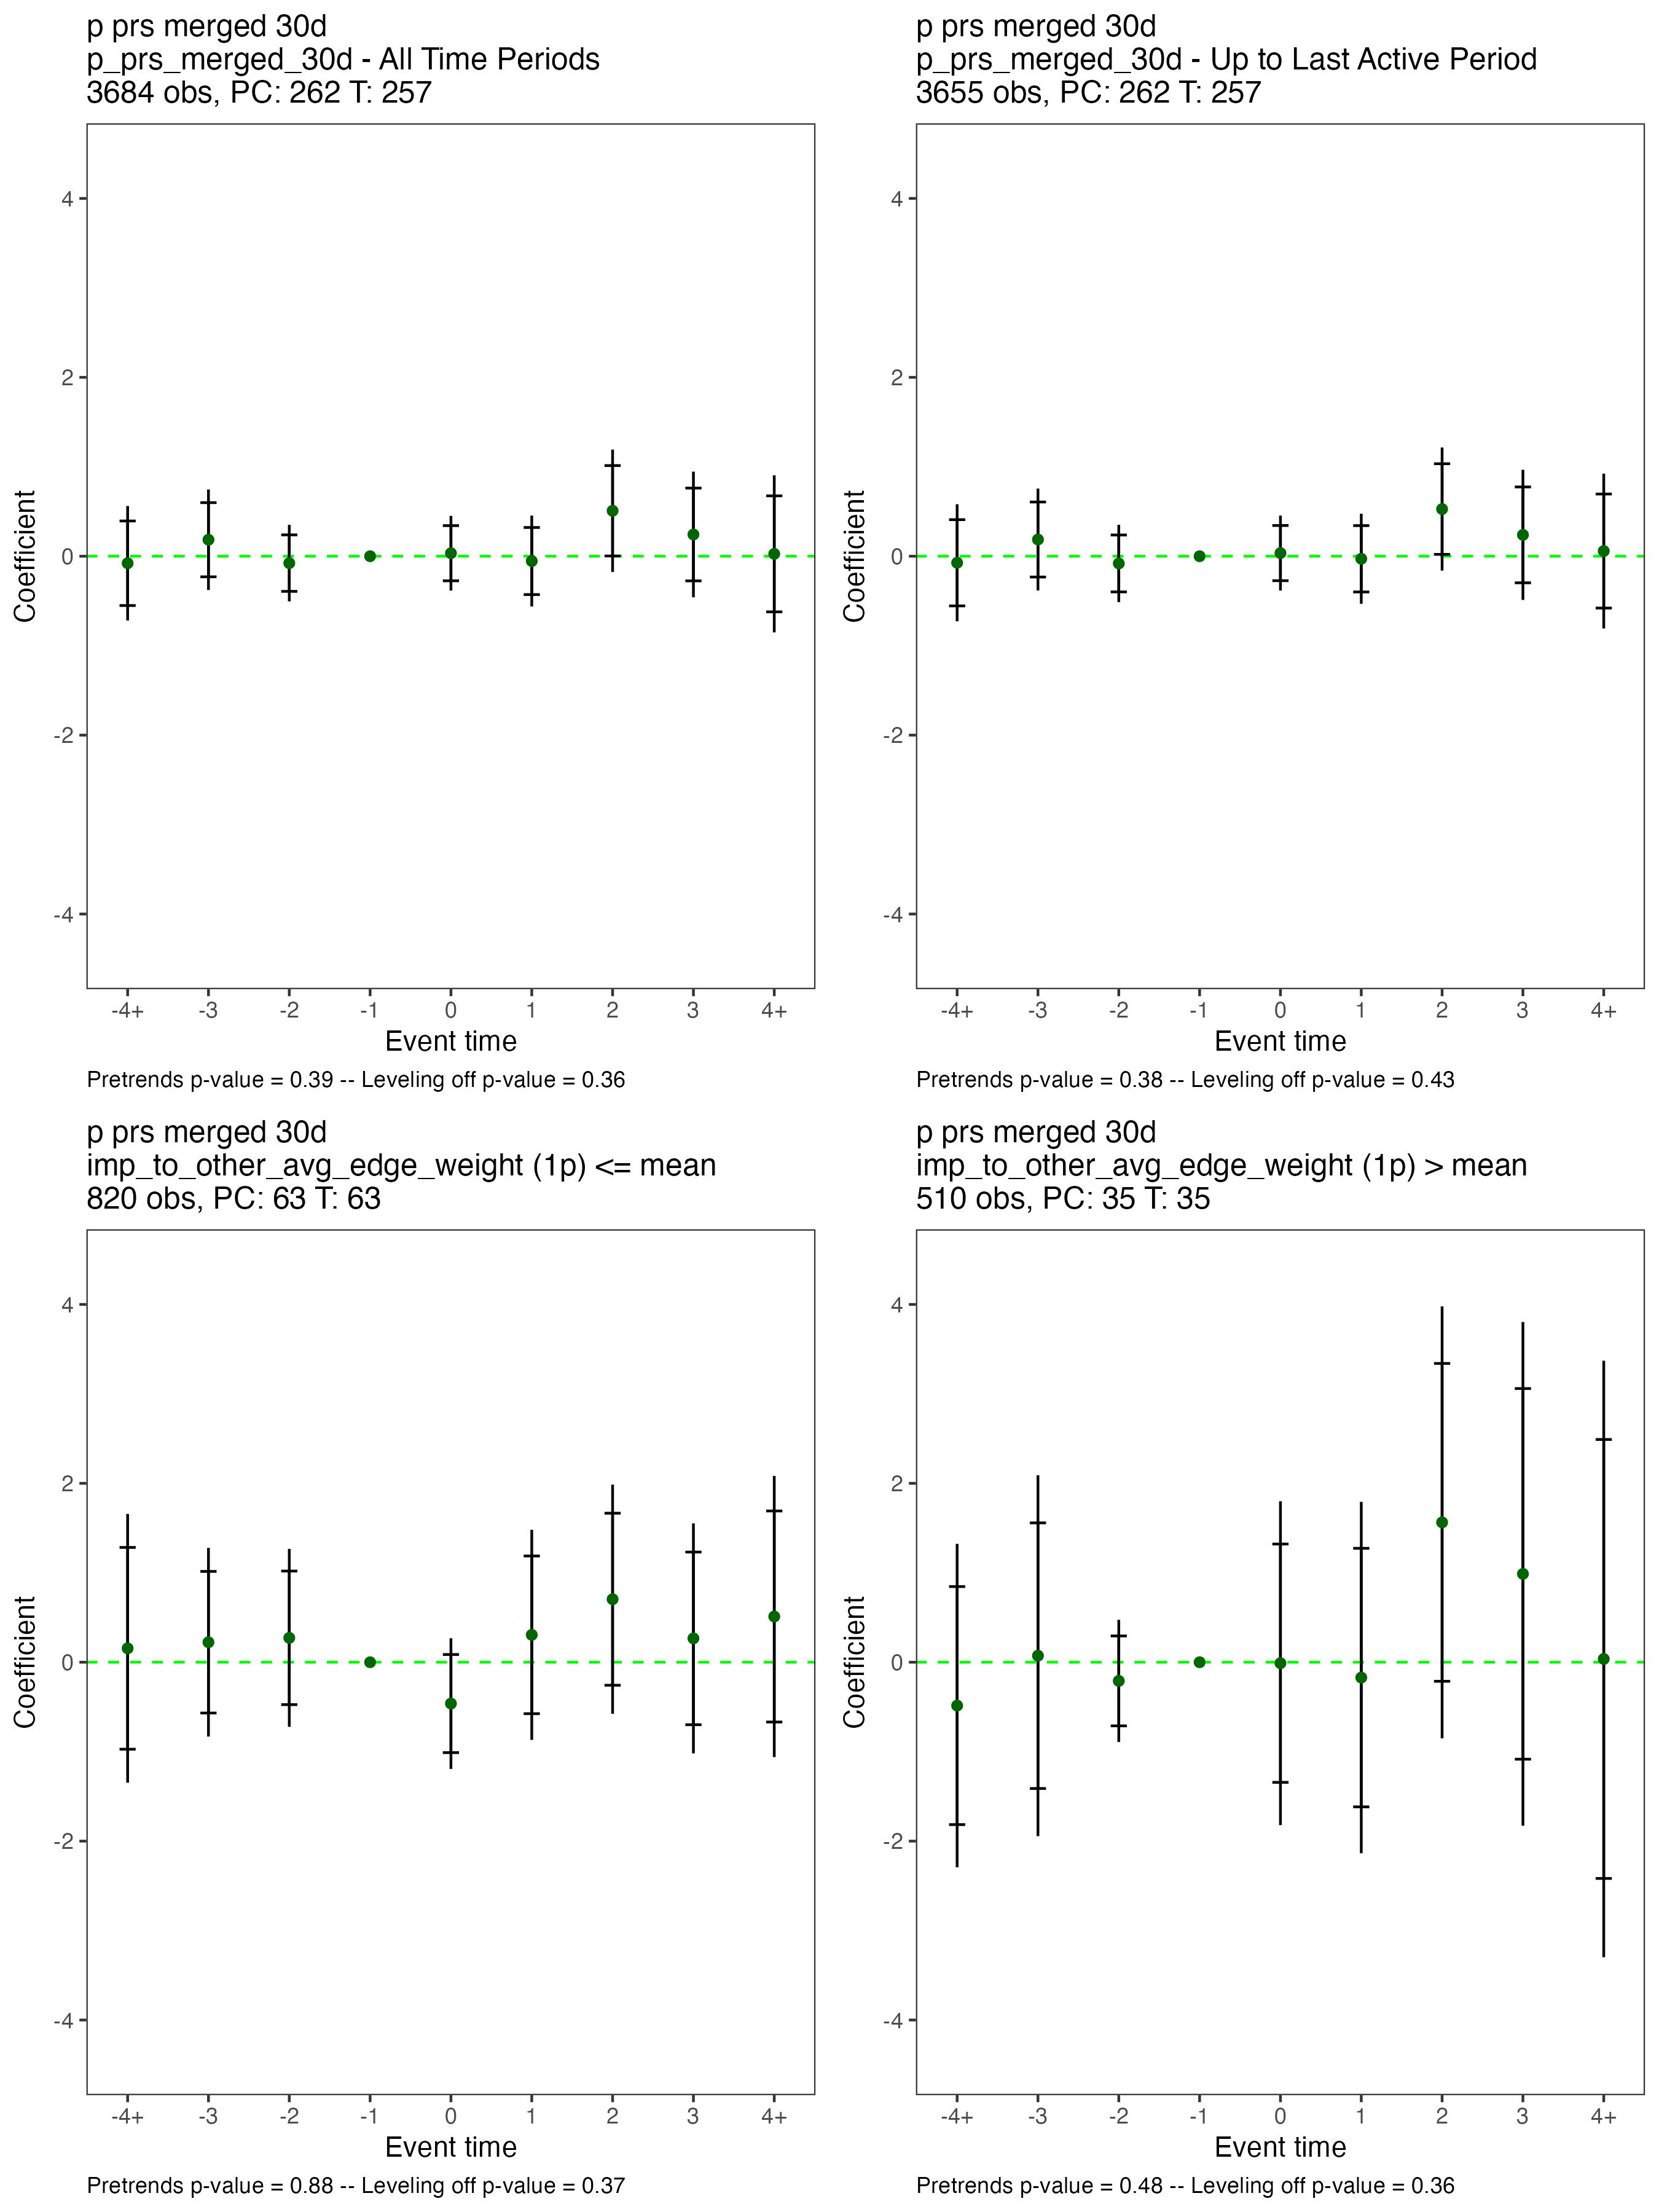 p prs merged 30d
p_prs_merged_30d - All Time Periods
3684 obs, PC: 262 T: 257
Coefficient
4
2
0
-2
-4
-4+
-3
-2
-1
0
1
2
3
4+
Event time
Pretrends p-value = 0.39 -- Leveling off p-value = 0.36
p prs merged 30d
p_prs_merged_30d - Up to Last Active Period
3655 obs, PC: 262 T: 257
Coefficient
4
2
0
-2
-4
-4+
-3
-2
-1
0
1
2
3
4+
Event time
Pretrends p-value = 0.38 -- Leveling off p-value = 0.43
p prs merged 30d
imp_to_other_avg_edge_weight (1p) <= mean
820 obs, PC: 63 T: 63
Coefficient
4
2
0
-2
-4
-4+
-3
-2
-1
0
1
2
3
4+
Event time
Pretrends p-value = 0.88 -- Leveling off p-value = 0.37
p prs merged 30d
imp_to_other_avg_edge_weight (1p) > mean
510 obs, PC: 35 T: 35
Coefficient
4
2
0
-2
-4
-4+
-3
-2
-1
0
1
2
3
4+
Event time
Pretrends p-value = 0.48 -- Leveling off p-value = 0.36